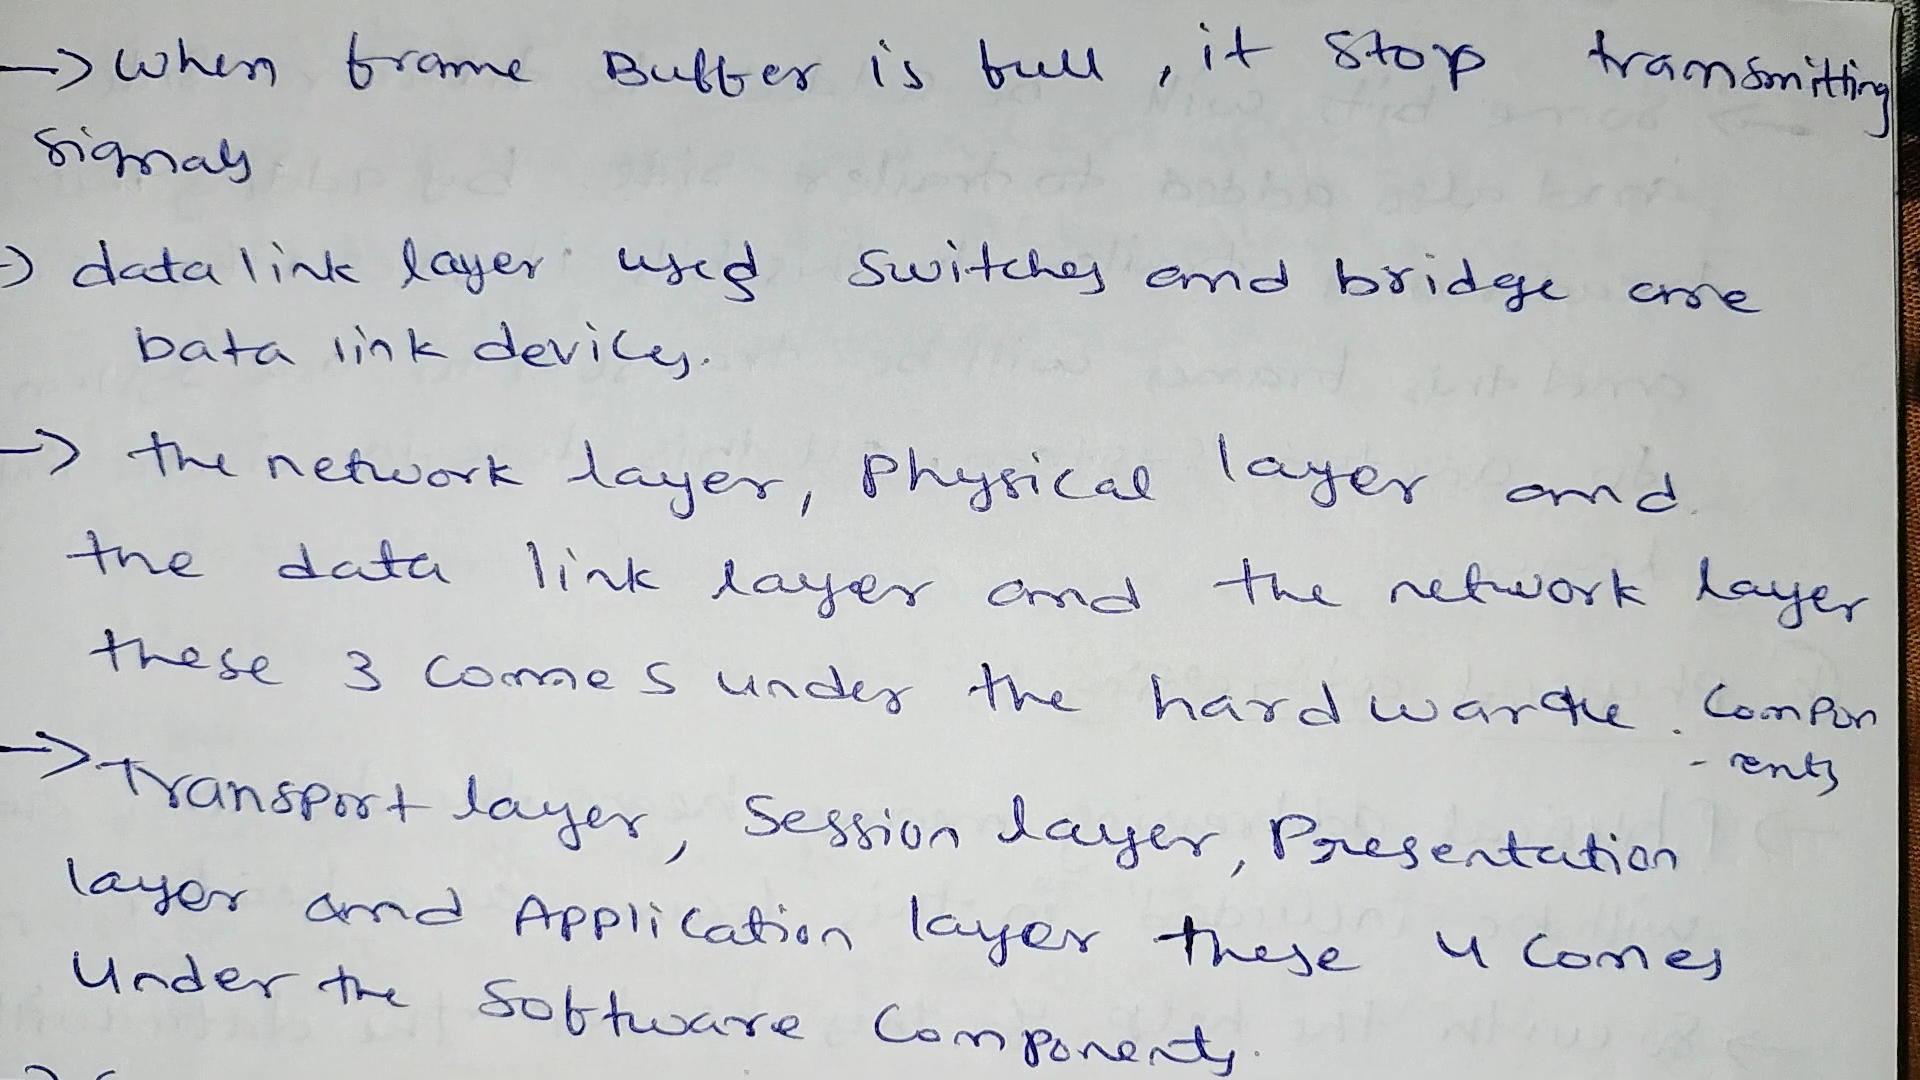 → when frame Buffer is full, it stop transmitting
signals
→ data link layer used switches and bridge are
Data link devices.
→ the network layer, Physical layer and
the data link layer and the network layer
these 3 comes under the hardware. Compon
- ents
→ Transport layer, Session layer, Presentation
layer and Application layer these 4 comes
Under the Software Components.